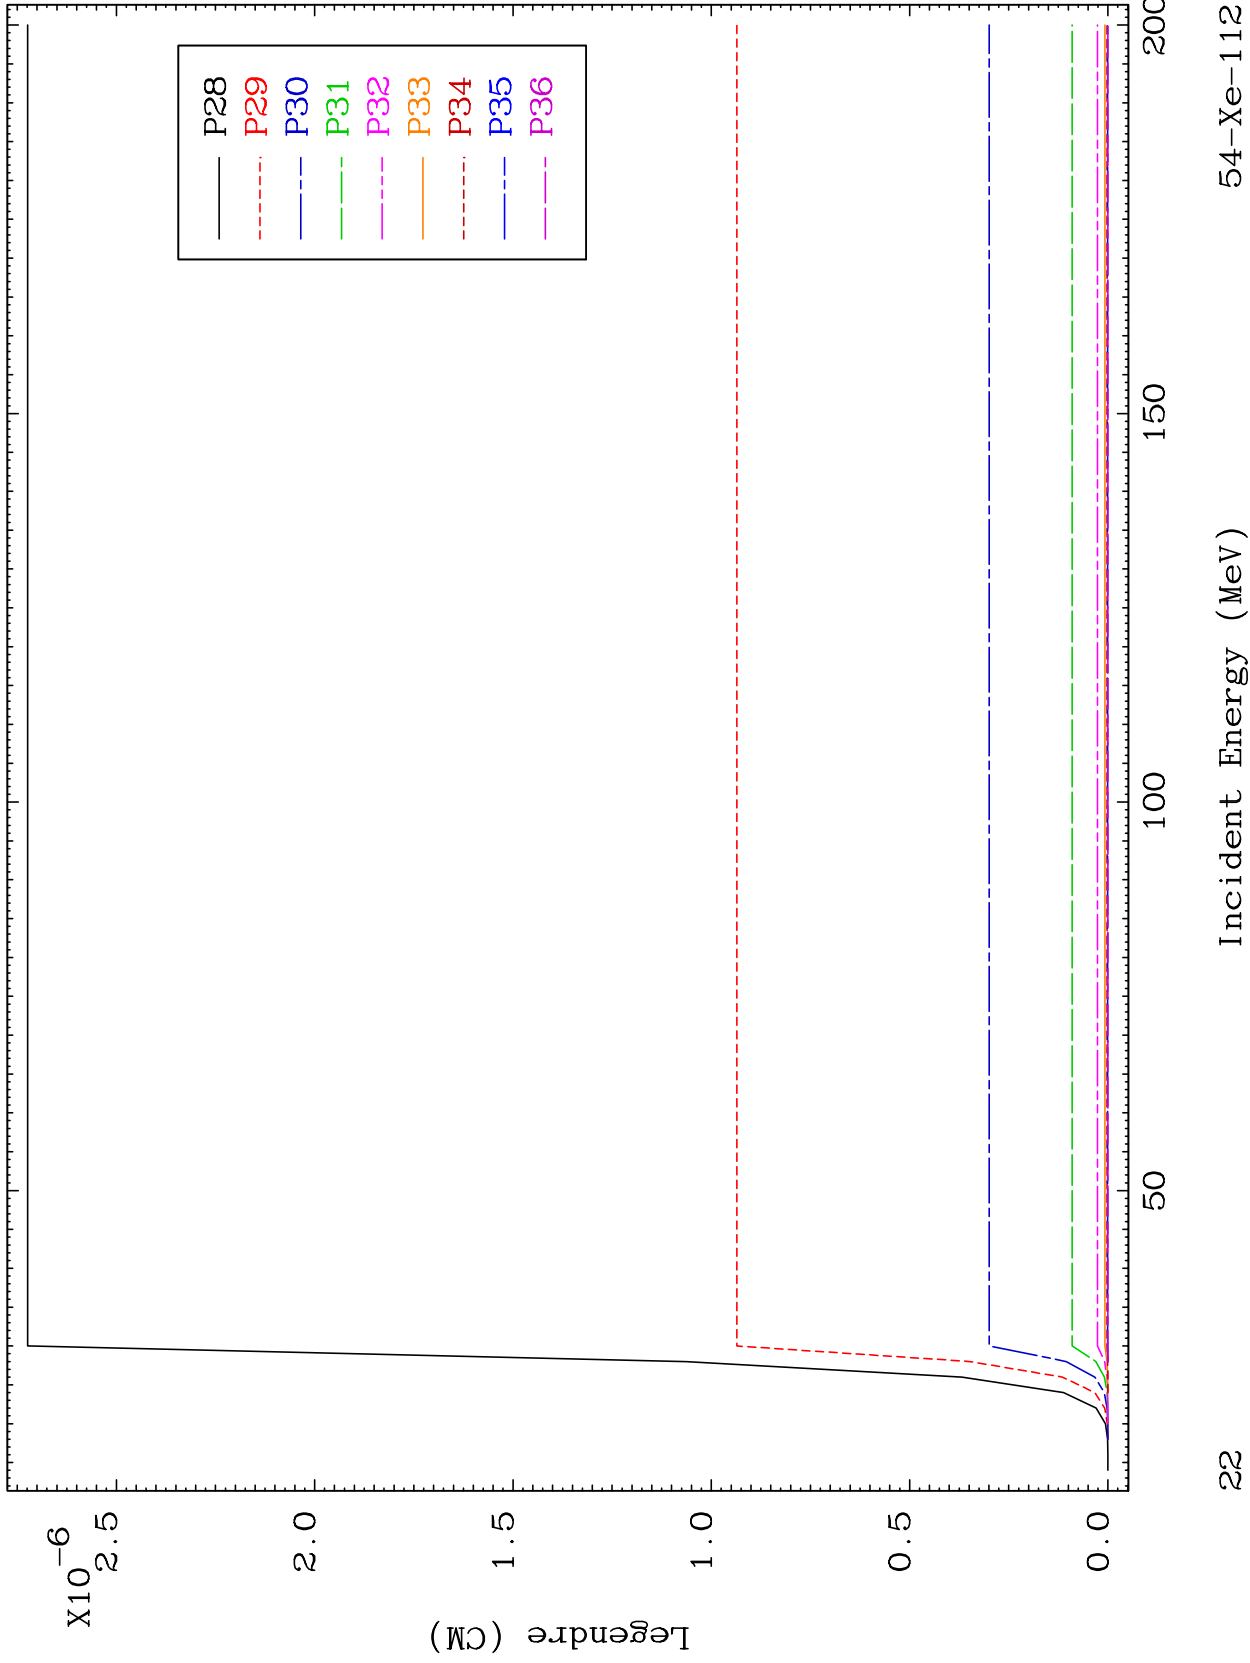 X10⁻⁶
2.5
2.0
1.5
1.0
0.5
0.0
Legendre (CM)
P28
P29
P30
P31
P32
P33
P34
P35
P36
50
100
150
200
Incident Energy (MeV)
22
54-Xe-112